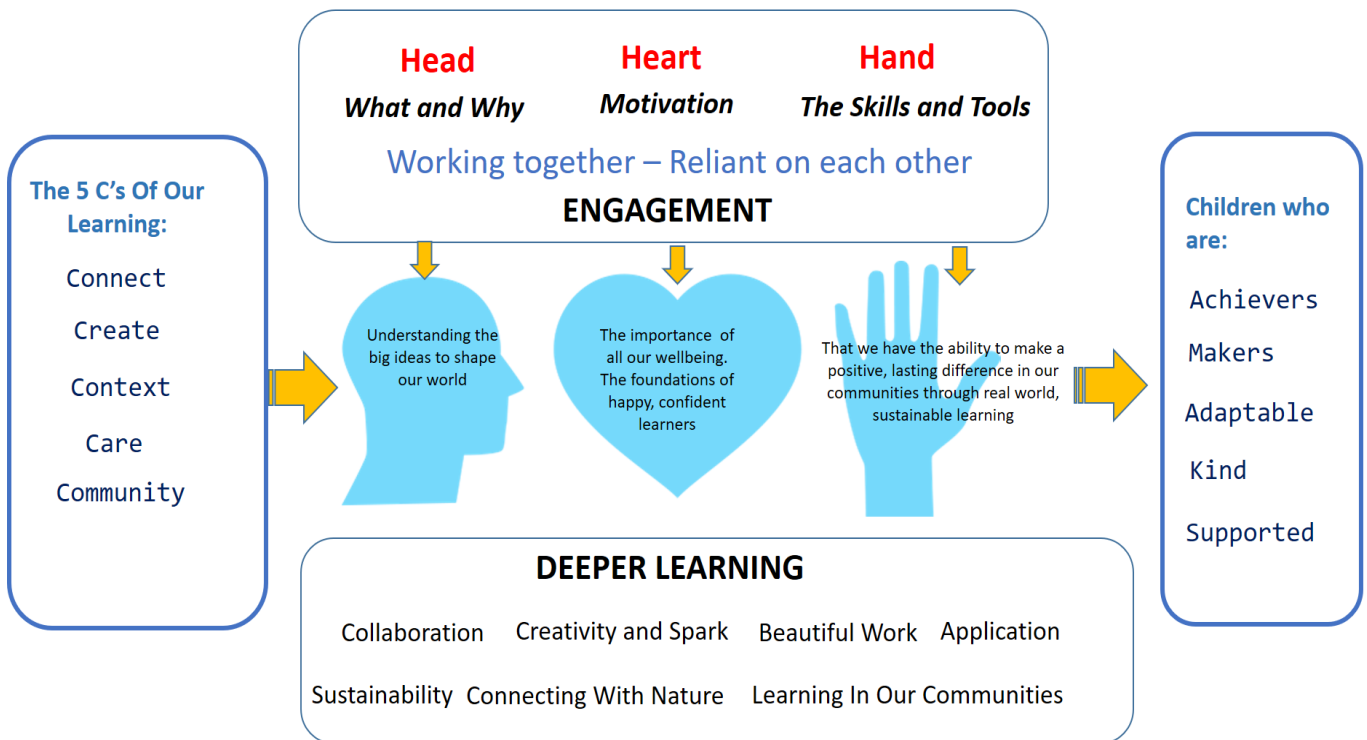 Head Heart Hand
What and Why Motivation The Skills and Tools
Working together – Reliant on each other
ENGAGEMENT
The 5 C's Of Our
Learning:
Connect
Create
Context
Care
Community
Understanding the
big ideas to shape
our world
The importance of
all our wellbeing.
The foundations of
happy, confident
learners
That we have the ability to make a
positive, lasting difference in our
communities through real world,
sustainable learning
Children who
are:
Achievers
Makers
Adaptable
Kind
Supported
DEEPER LEARNING
Collaboration Creativity and Spark Beautiful Work Application
Sustainability Connecting With Nature Learning In Our Communities